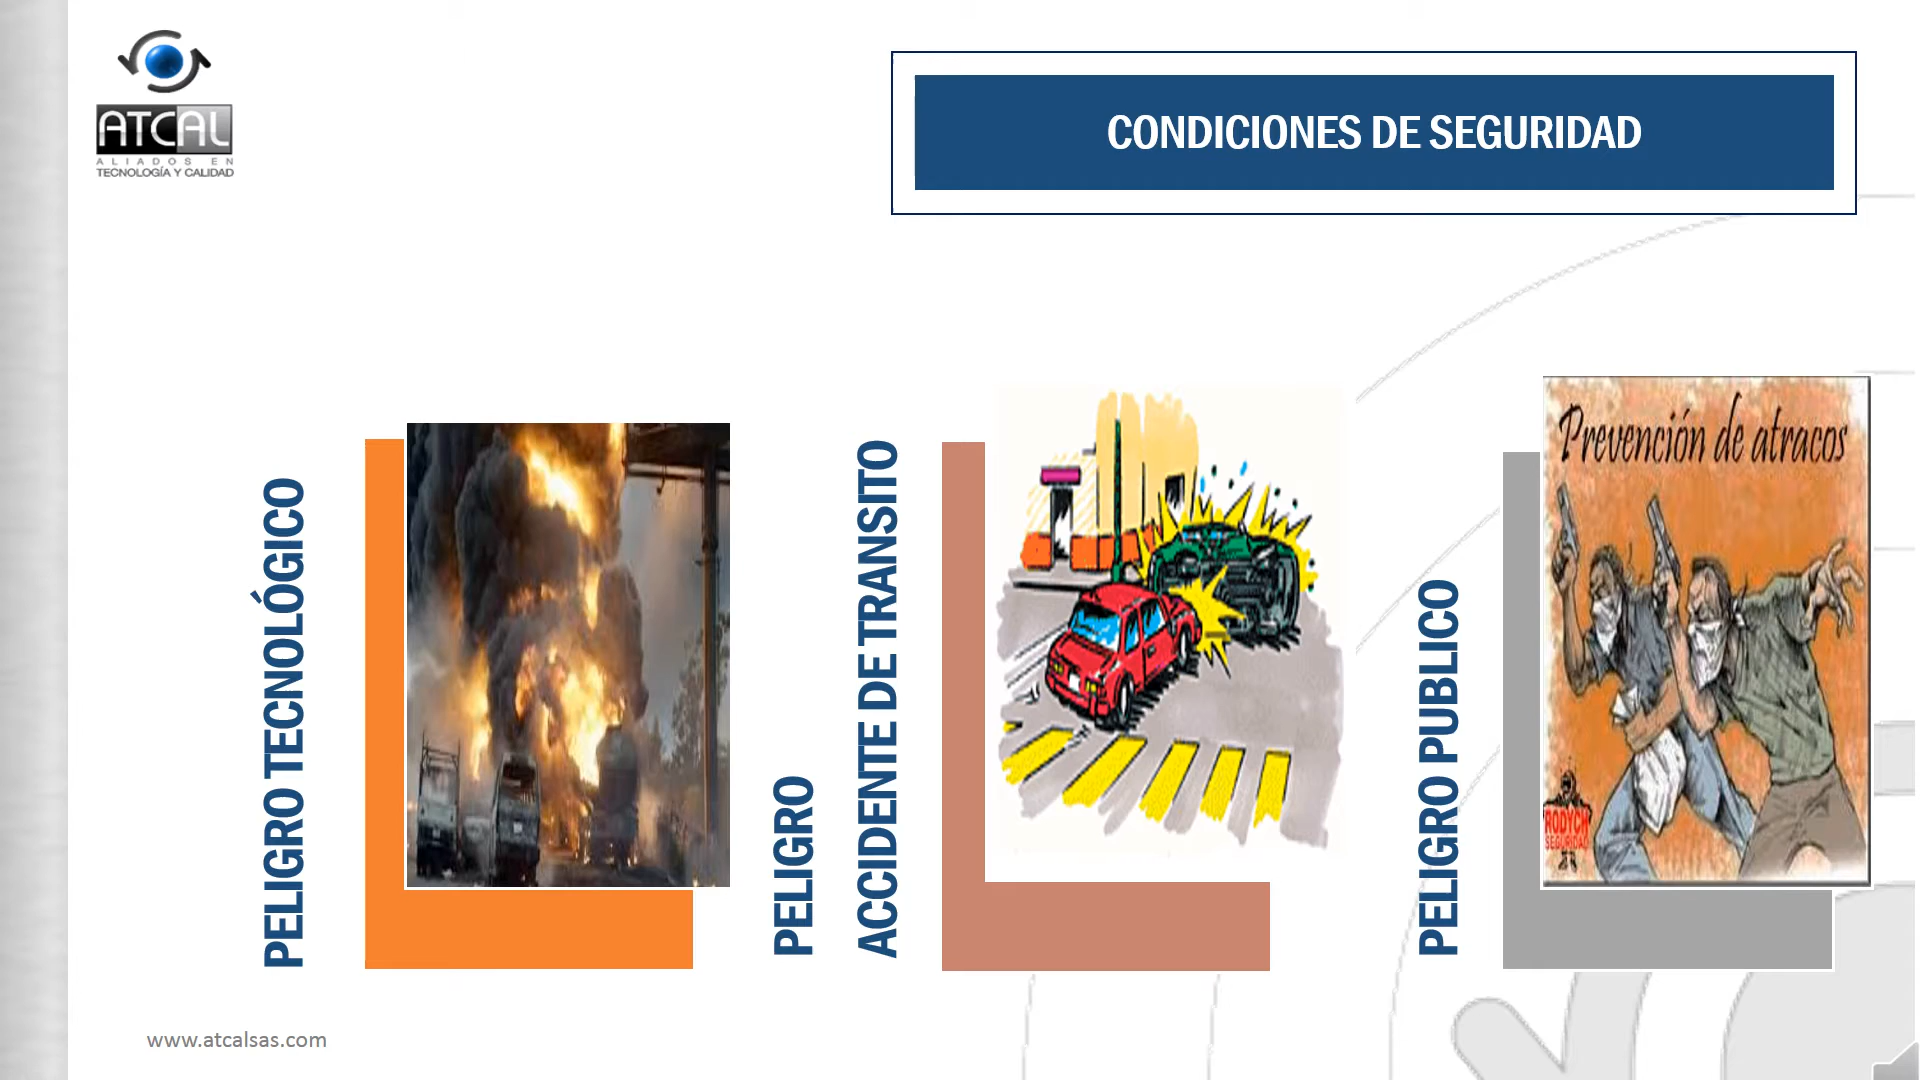 ATCAL
ALIADOS EN
TECNOLOGÍA Y CALIDAD
CONDICIONES DE SEGURIDAD
PELIGRO TECNOLÓGICO
PELIGRO
ACCIDENTE DE TRANSITO
PELIGRO PUBLICO
Prevención de atracos
RODYCH
SEGURIDAD
www.atcalsas.com